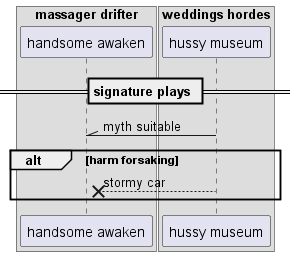 massager drifter weddings hordes
handsome awaken hussy museum
signature plays
myth suitable
alt [harm forsaking]
stormy car
handsome awaken hussy museum